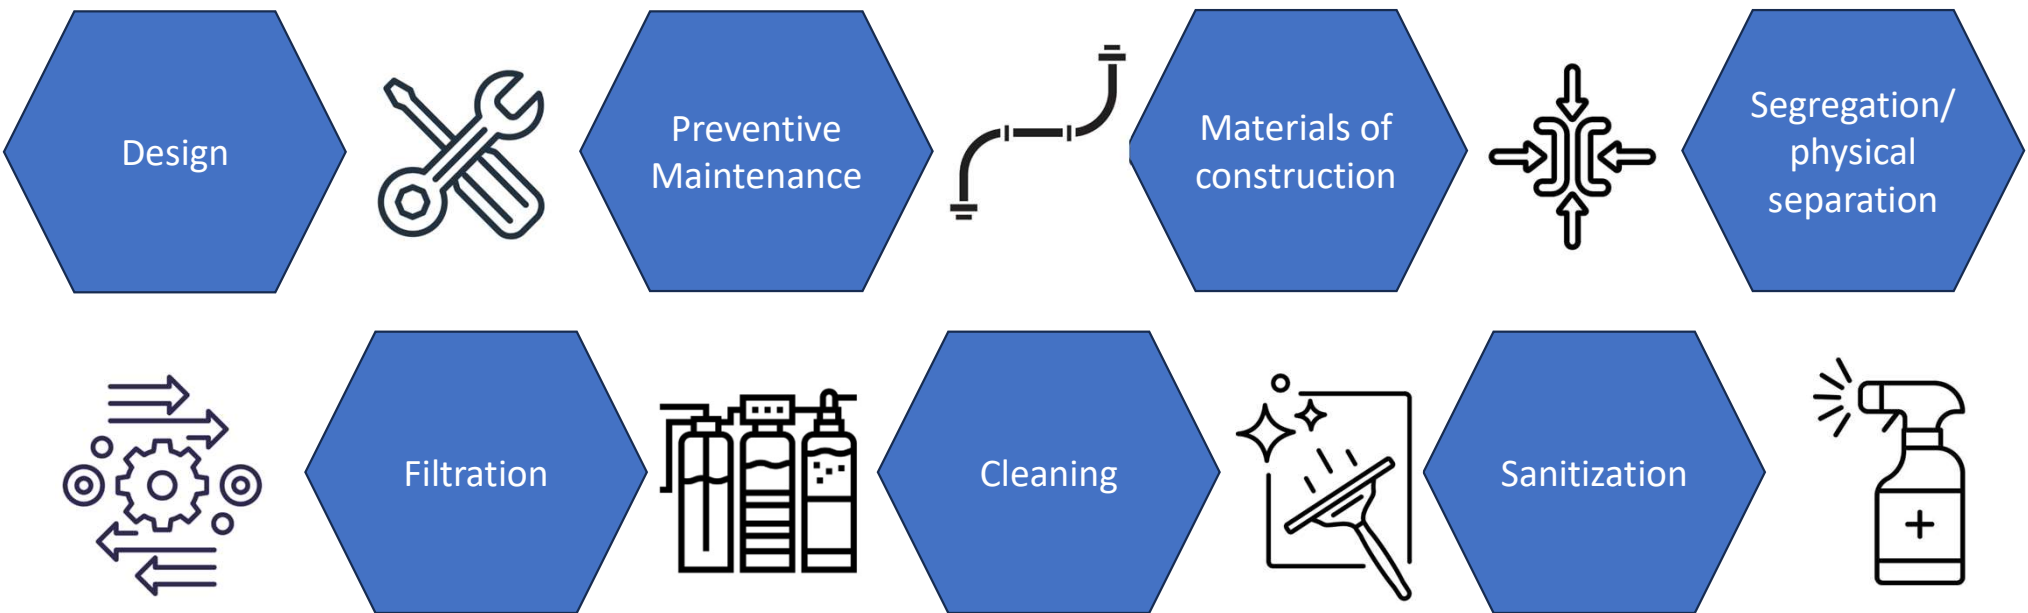 Design
Preventive
Maintenance
Materials of
construction
Segregation/
physical
separation
Filtration
Cleaning
Sanitization